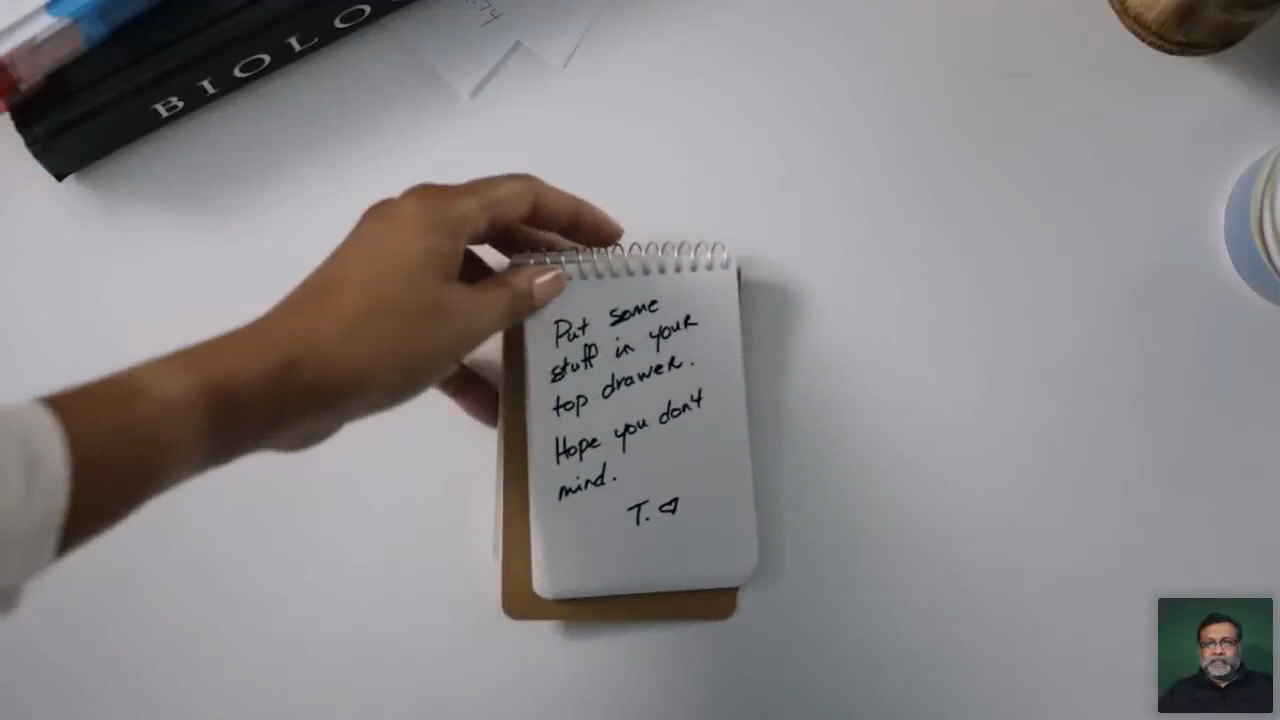 BIOLO
Put some
stuff in your
top drawer.
Hope you don't
mind.
T. ♡